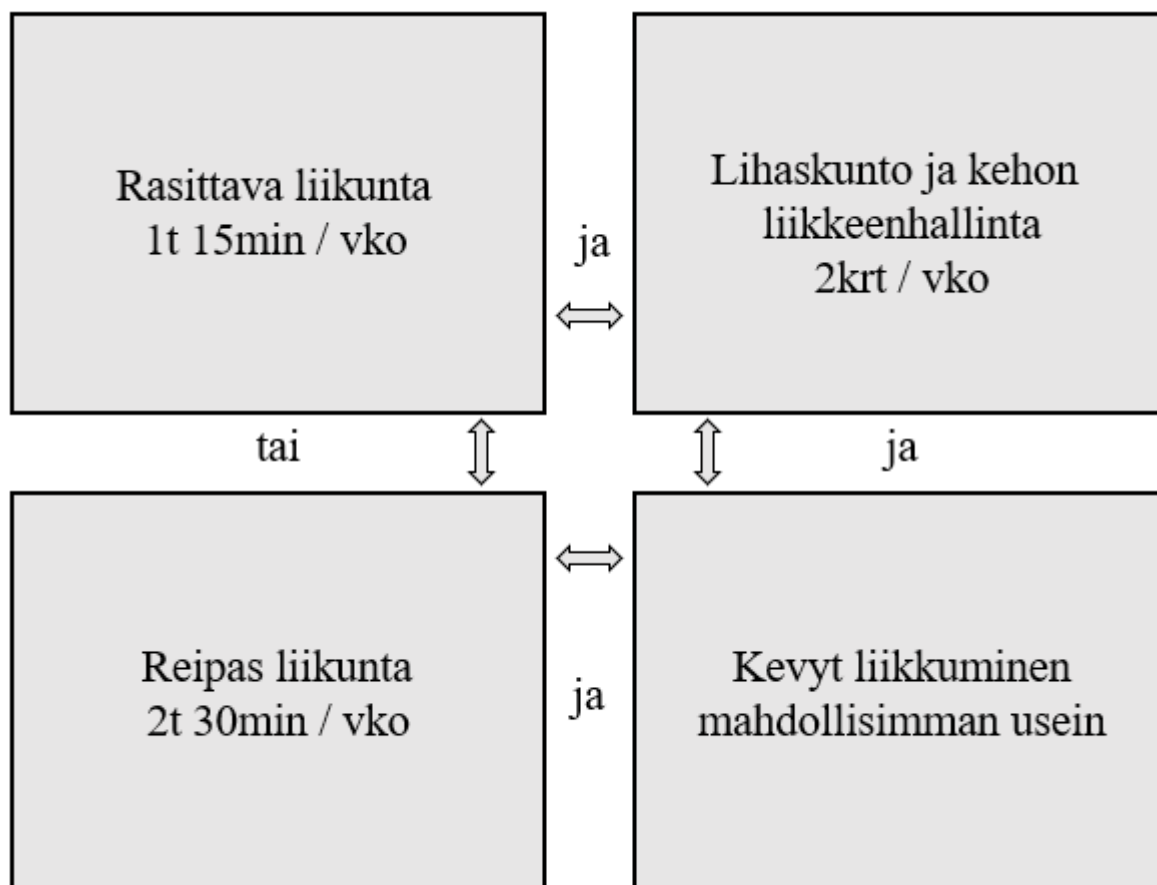 Rasittava liikunta
1t 15min / vko
ja
Lihaskunto ja kehon
liikkeenhallinta
2krt / vko
tai
ja
Reipas liikunta
2t 30min / vko
ja
Kevyt liikkuminen
mahdollisimman usein